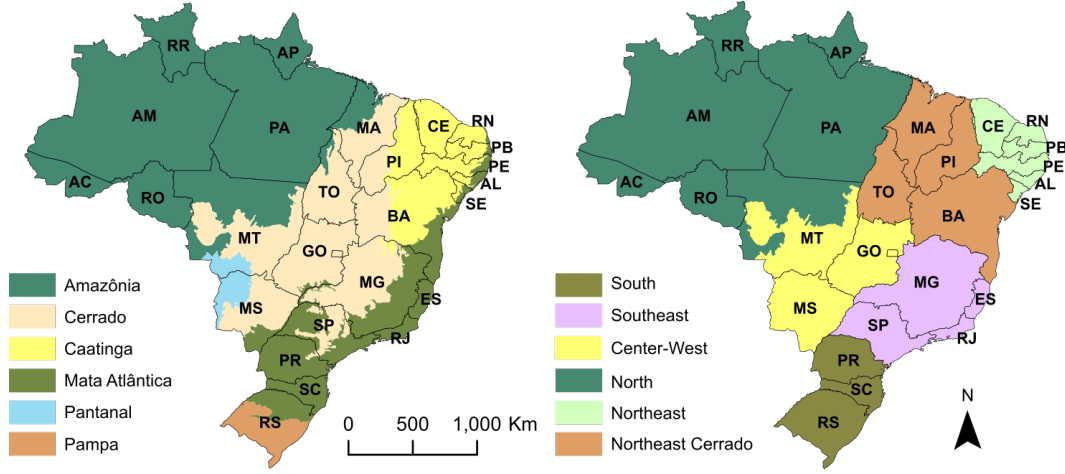 RR
AP
AM
PA
MA
CE
RN
PB
PE
AL
SE
PI
AC
RO
TO
BA
MT
GO
MG
ES
MS
SP
RJ
PR
SC
RS
Amazônia
Cerrado
Caatinga
Mata Atlântica
Pantanal
Pampa
0 500 1,000 Km
RR
AP
AM
PA
MA
CE
RN
PB
PE
AL
SE
PI
AC
RO
TO
BA
MT
GO
MG
ES
MS
SP
RJ
PR
SC
RS
South
Southeast
Center-West
North
Northeast
Northeast Cerrado
N